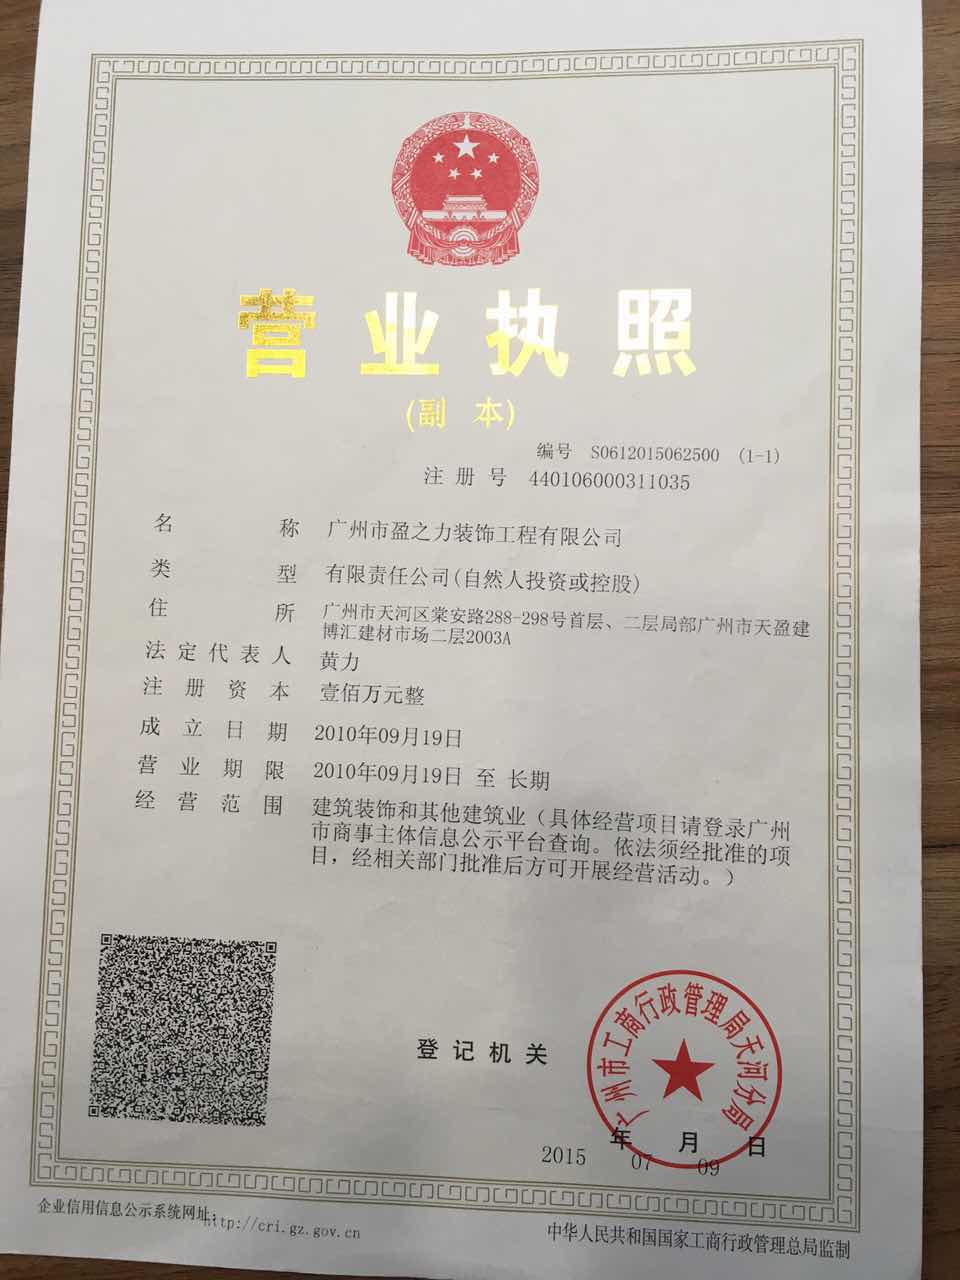 营业执照
(副 本)
编号 S0612015062500 (1-1)
注册号 440106000311035
名称 广州市盈之力装饰工程有限公司
类型 有限责任公司(自然人投资或控股)
住所 广州市天河区棠安路288-298号首层、二层局部广州市天盈建
博汇建材市场二层2003A
法定代表人 黄力
注册资本 壹佰万元整
成立日期 2010年09月19日
营业期限 2010年09月19日 至 长期
经营范围 建筑装饰和其他建筑业（具体经营项目请登录广州
市商事主体信息公示平台查询。依法须经批准的项
目，经相关部门批准后方可开展经营活动。）
广州市工商行政管理局天河分局
登记机关
2015年07月09日
企业信用信息公示系统网址：http://cri.gz.gov.cn
中华人民共和国国家工商行政管理总局监制